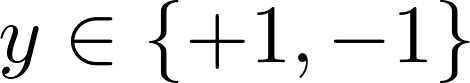 y ∈ {+1, −1}